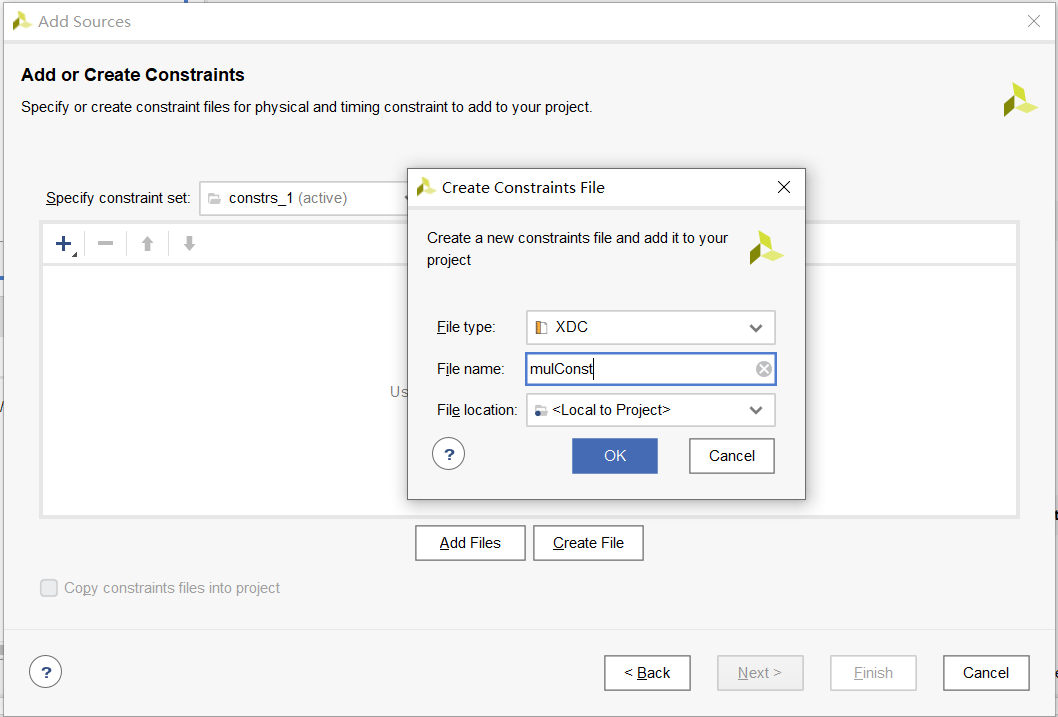 Add Sources
Add or Create Constraints
Specify or create constraint files for physical and timing constraint to add to your project.
Specify constraint set: constrs_1 (active)
Create Constraints File
Create a new constraints file and add it to your
project
File type: XDC
File name: mulConst
File location: <Local to Project>
? OK Cancel
Add Files Create File
Copy constraints files into project
? < Back Next > Finish Cancel